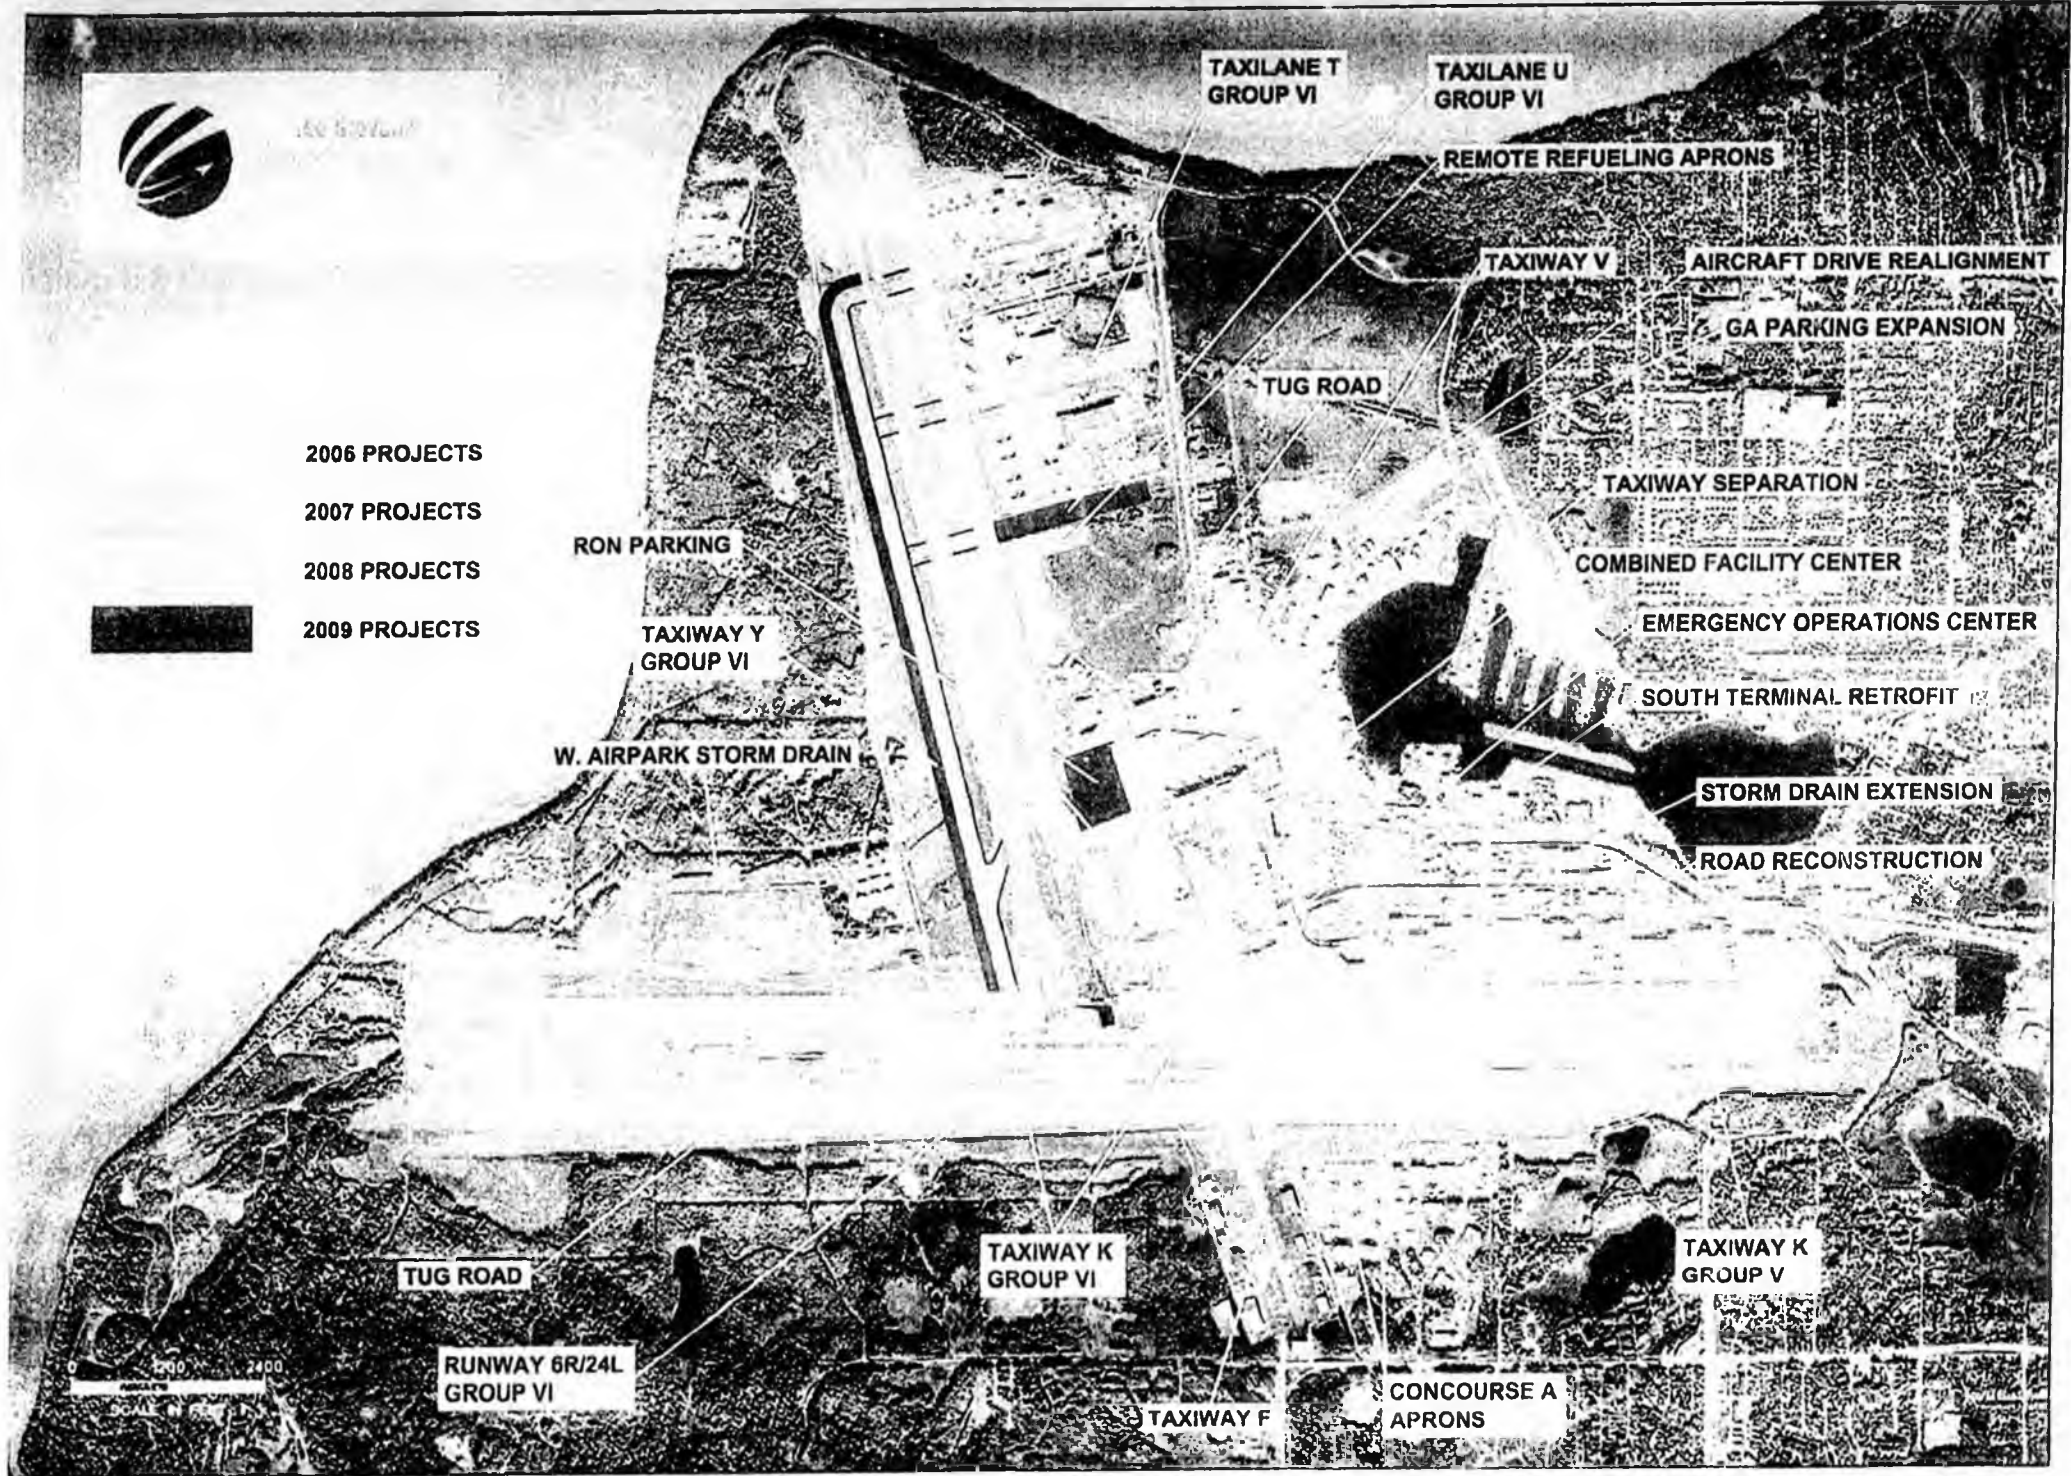 TAXILANE T
GROUP VI
TAXILANE U
GROUP VI
REMOTE REFUELING APRONS
TAXIWAY V
AIRCRAFT DRIVE REALIGNMENT
GA PARKING EXPANSION
TUG ROAD
2006 PROJECTS
2007 PROJECTS
2008 PROJECTS
2009 PROJECTS
TAXIWAY SEPARATION
RON PARKING
COMBINED FACILITY CENTER
TAXIWAY Y
GROUP VI
EMERGENCY OPERATIONS CENTER
SOUTH TERMINAL RETROFIT
W. AIRPARK STORM DRAIN
STORM DRAIN EXTENSION
ROAD RECONSTRUCTION
TUG ROAD
TAXIWAY K
GROUP VI
TAXIWAY K
GROUP V
0 1200 2400
SCALE IN FEET
RUNWAY 6R/24L
GROUP VI
TAXIWAY F
CONCOURSE A
APRONS